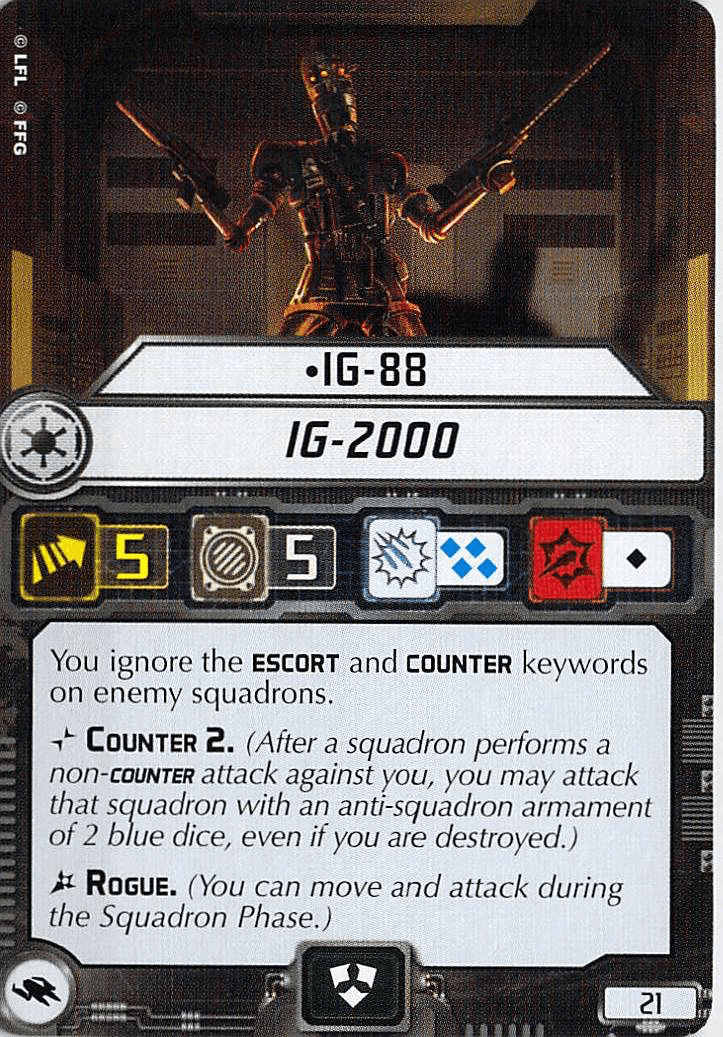 © LFL © FFG
•IG-88
IG-2000
5
5
You ignore the ESCORT and COUNTER keywords
on enemy squadrons.
COUNTER 2. (After a squadron performs a
non-COUNTER attack against you, you may attack
that squadron with an anti-squadron armament
of 2 blue dice, even if you are destroyed.)
ROGUE. (You can move and attack during
the Squadron Phase.)
21